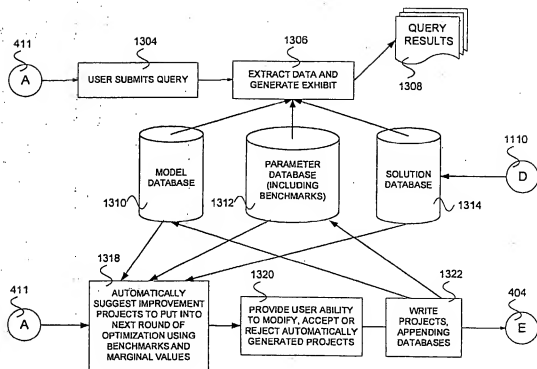 411
A
1304
USER SUBMITS QUERY
1306
EXTRACT DATA AND
GENERATE EXHIBIT
QUERY
RESULTS
1308
MODEL
DATABASE
1310
PARAMETER
DATABASE
(INCLUDING
BENCHMARKS)
1312
SOLUTION
DATABASE
1314
1110
D
411
A
1318
AUTOMATICALLY
SUGGEST IMPROVEMENT
PROJECTS TO PUT INTO
NEXT ROUND OF
OPTIMIZATION USING
BENCHMARKS AND
MARGINAL VALUES
1320
PROVIDE USER ABILITY
TO MODIFY, ACCEPT OR
REJECT AUTOMATICALLY
GENERATED PROJECTS
1322
WRITE
PROJECTS,
APPENDING
DATABASES
404
E